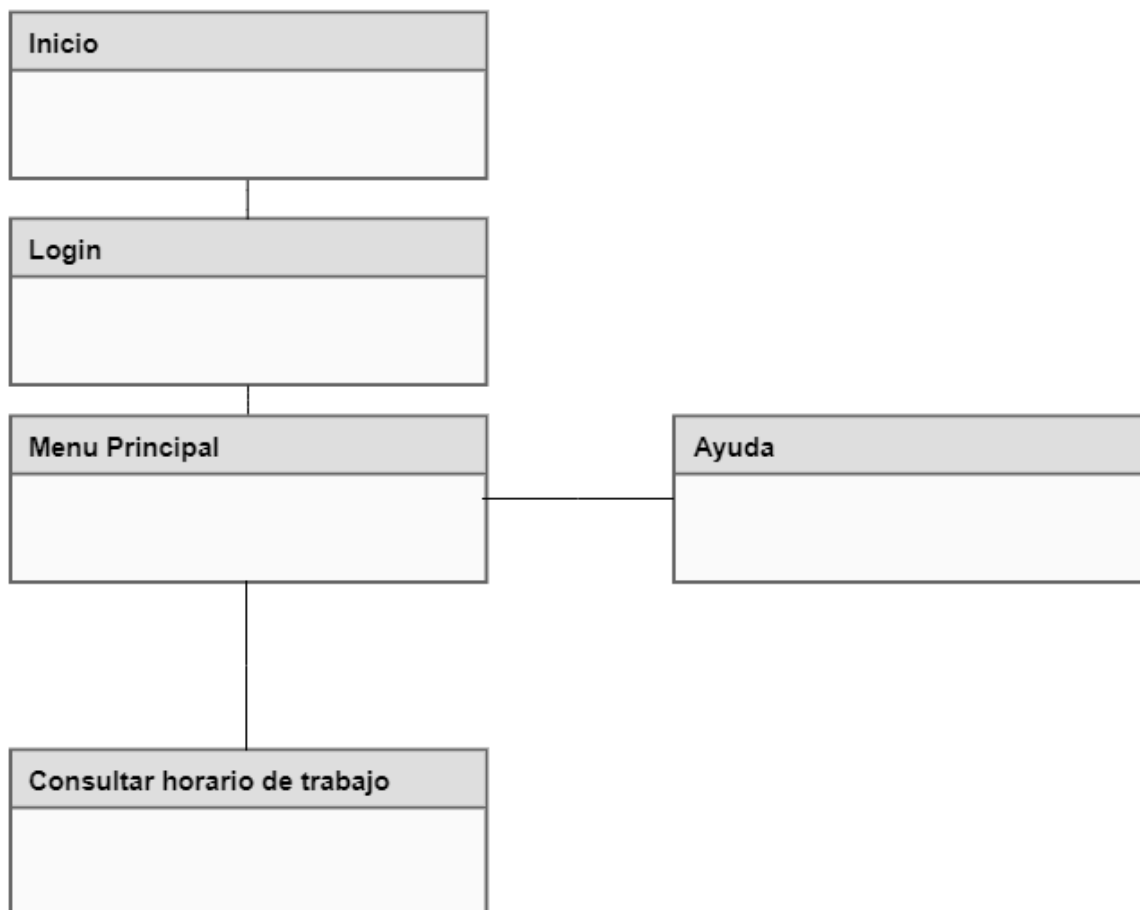 Inicio
Login
Menu Principal
Ayuda
Consultar horario de trabajo